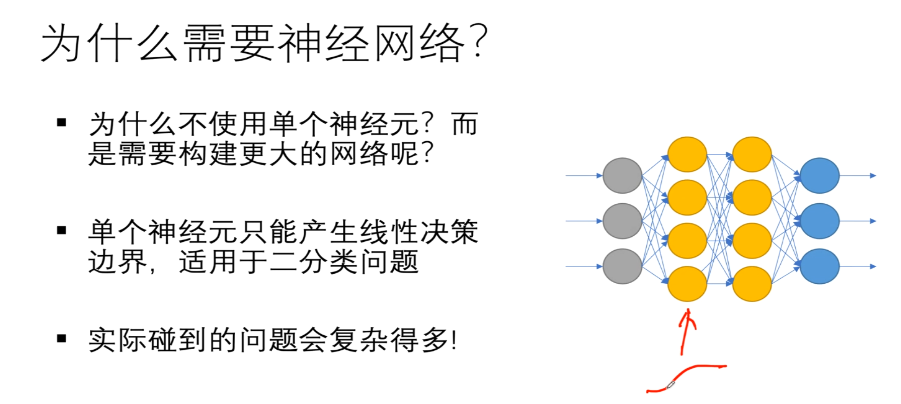 为什么需要神经网络？
▪ 为什么不使用单个神经元？而
是需要构建更大的网络呢？
▪ 单个神经元只能产生线性决策
边界，适用于二分类问题
▪ 实际碰到的问题会复杂得多!